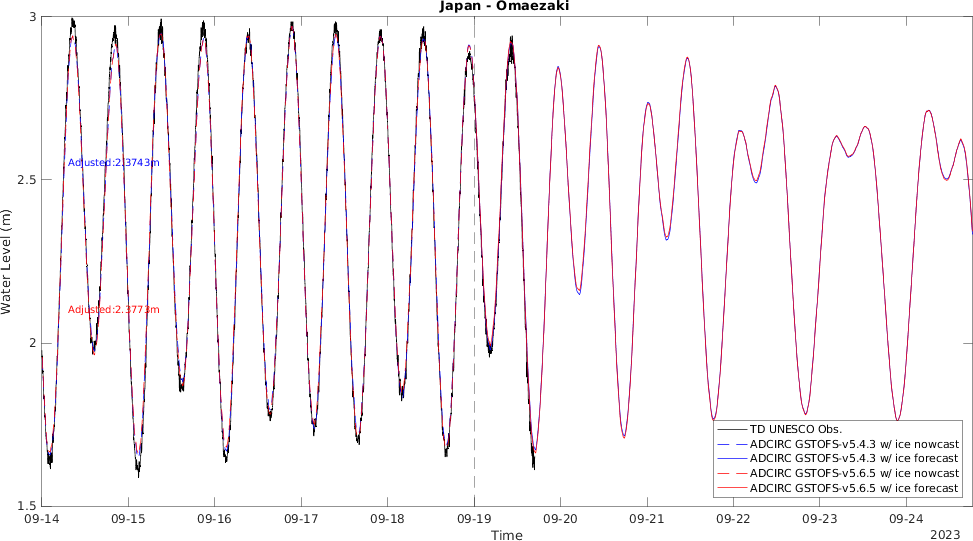 Japan - Omaezaki
3
2.5
2
1.5
Water Level (m)
Adjusted:2.3743m
Adjusted:2.3773m
TD UNESCO Obs.
ADCIRC GSTOFS-v5.4.3 w/ ice nowcast
ADCIRC GSTOFS-v5.4.3 w/ ice forecast
ADCIRC GSTOFS-v5.6.5 w/ ice nowcast
ADCIRC GSTOFS-v5.6.5 w/ ice forecast
09-14 09-15 09-16 09-17 09-18 09-19 09-20 09-21 09-22 09-23 09-24
Time
2023